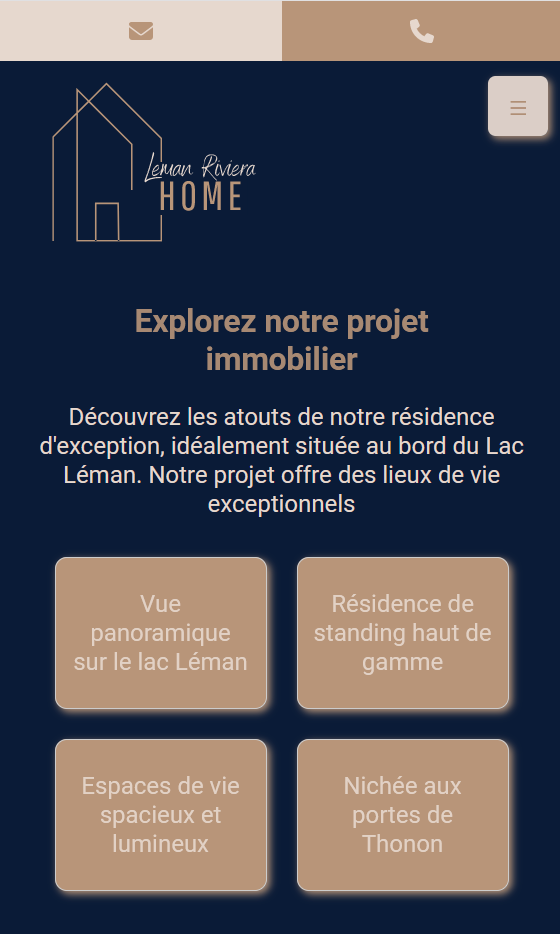 Leman Riviera
HOME
Explorez notre projet
immobilier
Découvrez les atouts de notre résidence
d'exception, idéalement située au bord du Lac
Léman. Notre projet offre des lieux de vie
exceptionnels
Vue
panoramique
sur le lac Léman
Résidence de
standing haut de
gamme
Espaces de vie
spacieux et
lumineux
Nichée aux
portes de
Thonon